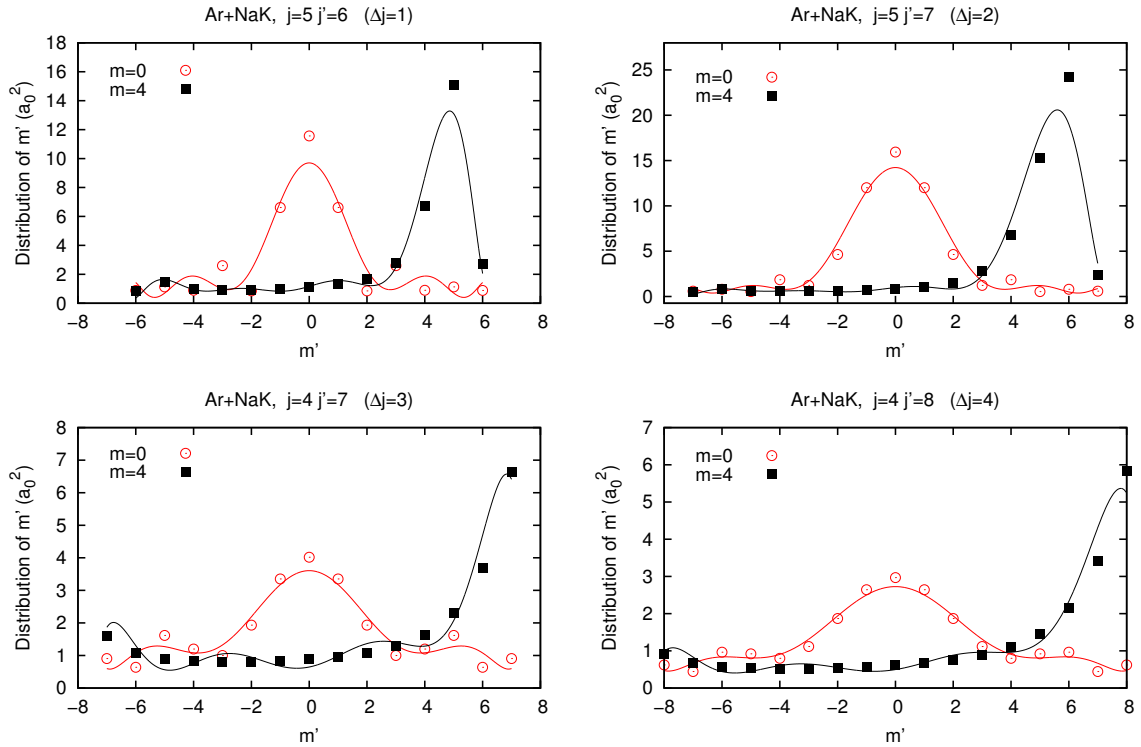 Ar+NaK, j=5 j'=6 (Δj=1)
Distribution of m' (a₀²)
18
16
14
12
10
8
6
4
2
0
m=0
m=4
−8 −6 −4 −2 0 2 4 6 8
m'
Ar+NaK, j=5 j'=7 (Δj=2)
Distribution of m' (a₀²)
25
20
15
10
5
0
m=0
m=4
−8 −6 −4 −2 0 2 4 6 8
m'
Ar+NaK, j=4 j'=7 (Δj=3)
Distribution of m' (a₀²)
8
7
6
5
4
3
2
1
0
m=0
m=4
−8 −6 −4 −2 0 2 4 6 8
m'
Ar+NaK, j=4 j'=8 (Δj=4)
Distribution of m' (a₀²)
7
6
5
4
3
2
1
0
m=0
m=4
−8 −6 −4 −2 0 2 4 6 8
m'